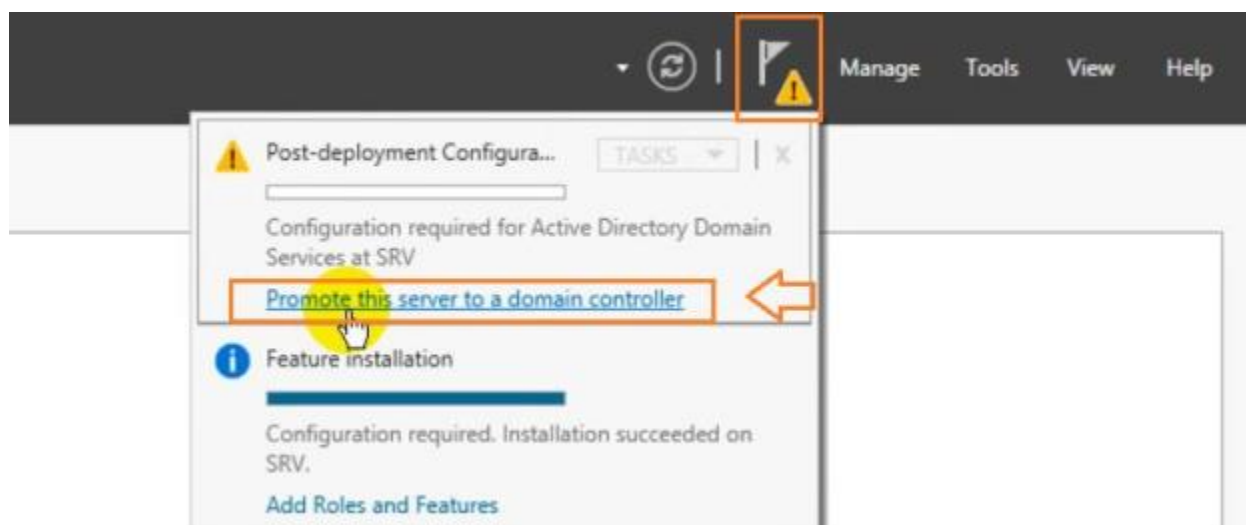 Manage Tools View Help
Post-deployment Configura... TASKS X
Configuration required for Active Directory Domain
Services at SRV
Promote this server to a domain controller
Feature installation
Configuration required. Installation succeeded on
SRV.
Add Roles and Features